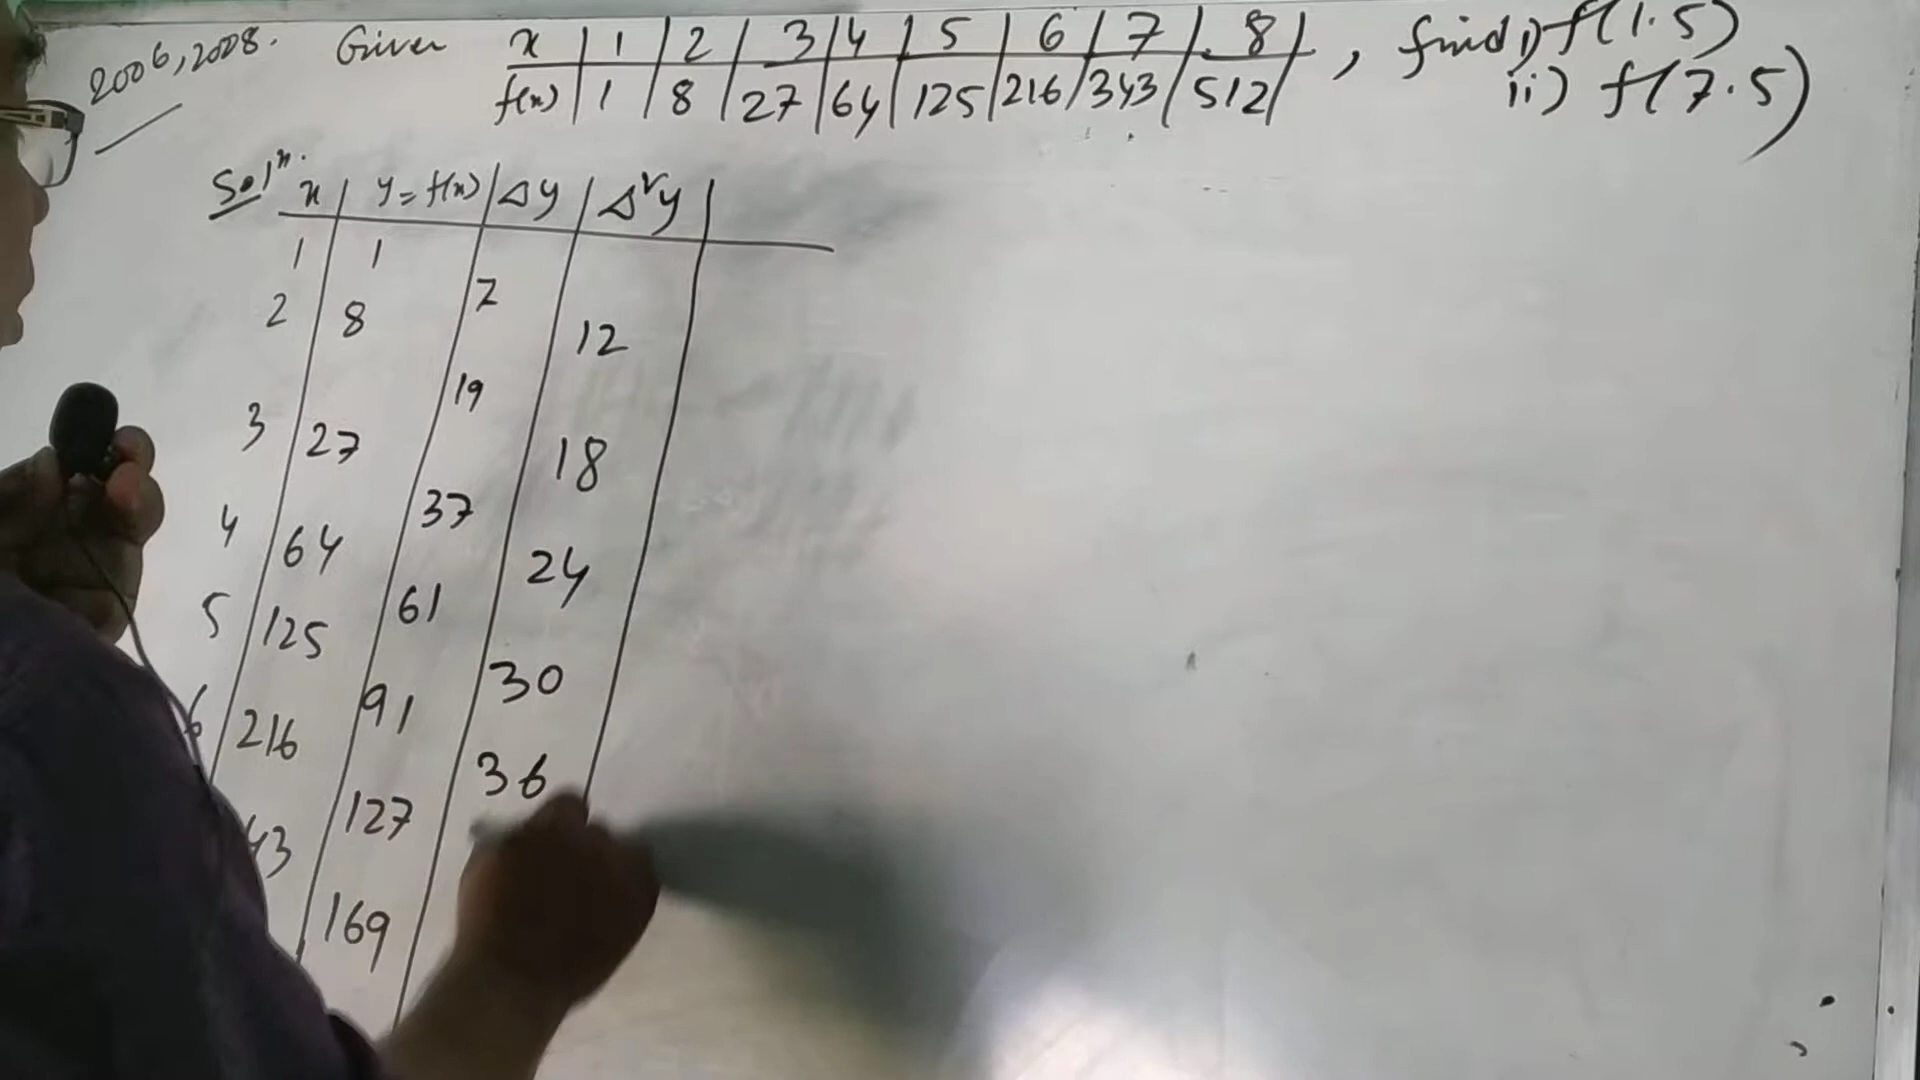 2006, 2008. Given x | 1 | 2 | 3 | 4 | 5 | 6 | 7 | 8 | , find i) f(1.5)
f(x) | 1 | 8 | 27 | 64 | 125 | 216 | 343 | 512 | ii) f(7.5)
Solⁿ. x | y = f(x) | Δy | Δ²y |
1 | 1
7
2 | 8
12
19
3 | 27
18
37
4 | 64
24
61
5 | 125
30
91
6 | 216
36
127
43
169